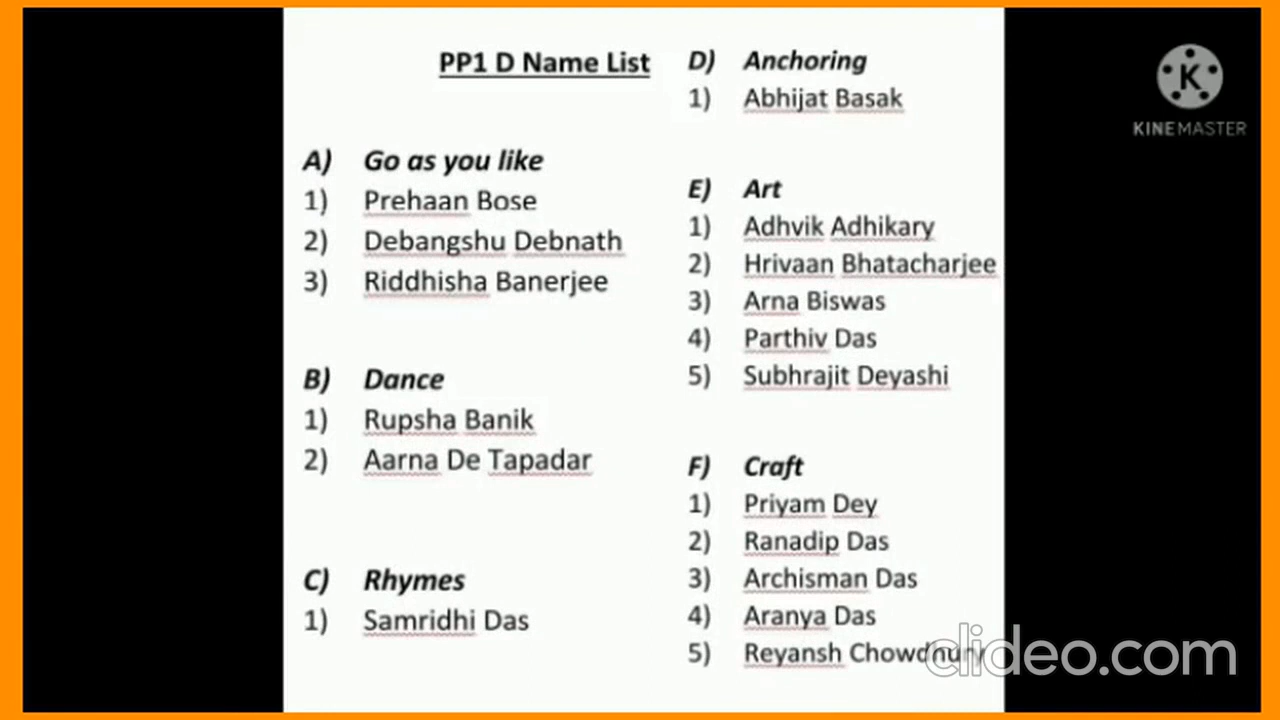 PP1 D Name List
A) Go as you like
1) Prehaan Bose
2) Debangshu Debnath
3) Riddhisha Banerjee
B) Dance
1) Rupsha Banik
2) Aarna De Tapadar
C) Rhymes
1) Samridhi Das
D) Anchoring
1) Abhijat Basak
E) Art
1) Adhvik Adhikary
2) Hrivaan Bhatacharjee
3) Arna Biswas
4) Parthiv Das
5) Subhrajit Deyashi
F) Craft
1) Priyam Dey
2) Ranadip Das
3) Archisman Das
4) Aranya Das
5) Reyansh Chowdhury
K
KINEMASTER
clideo.com